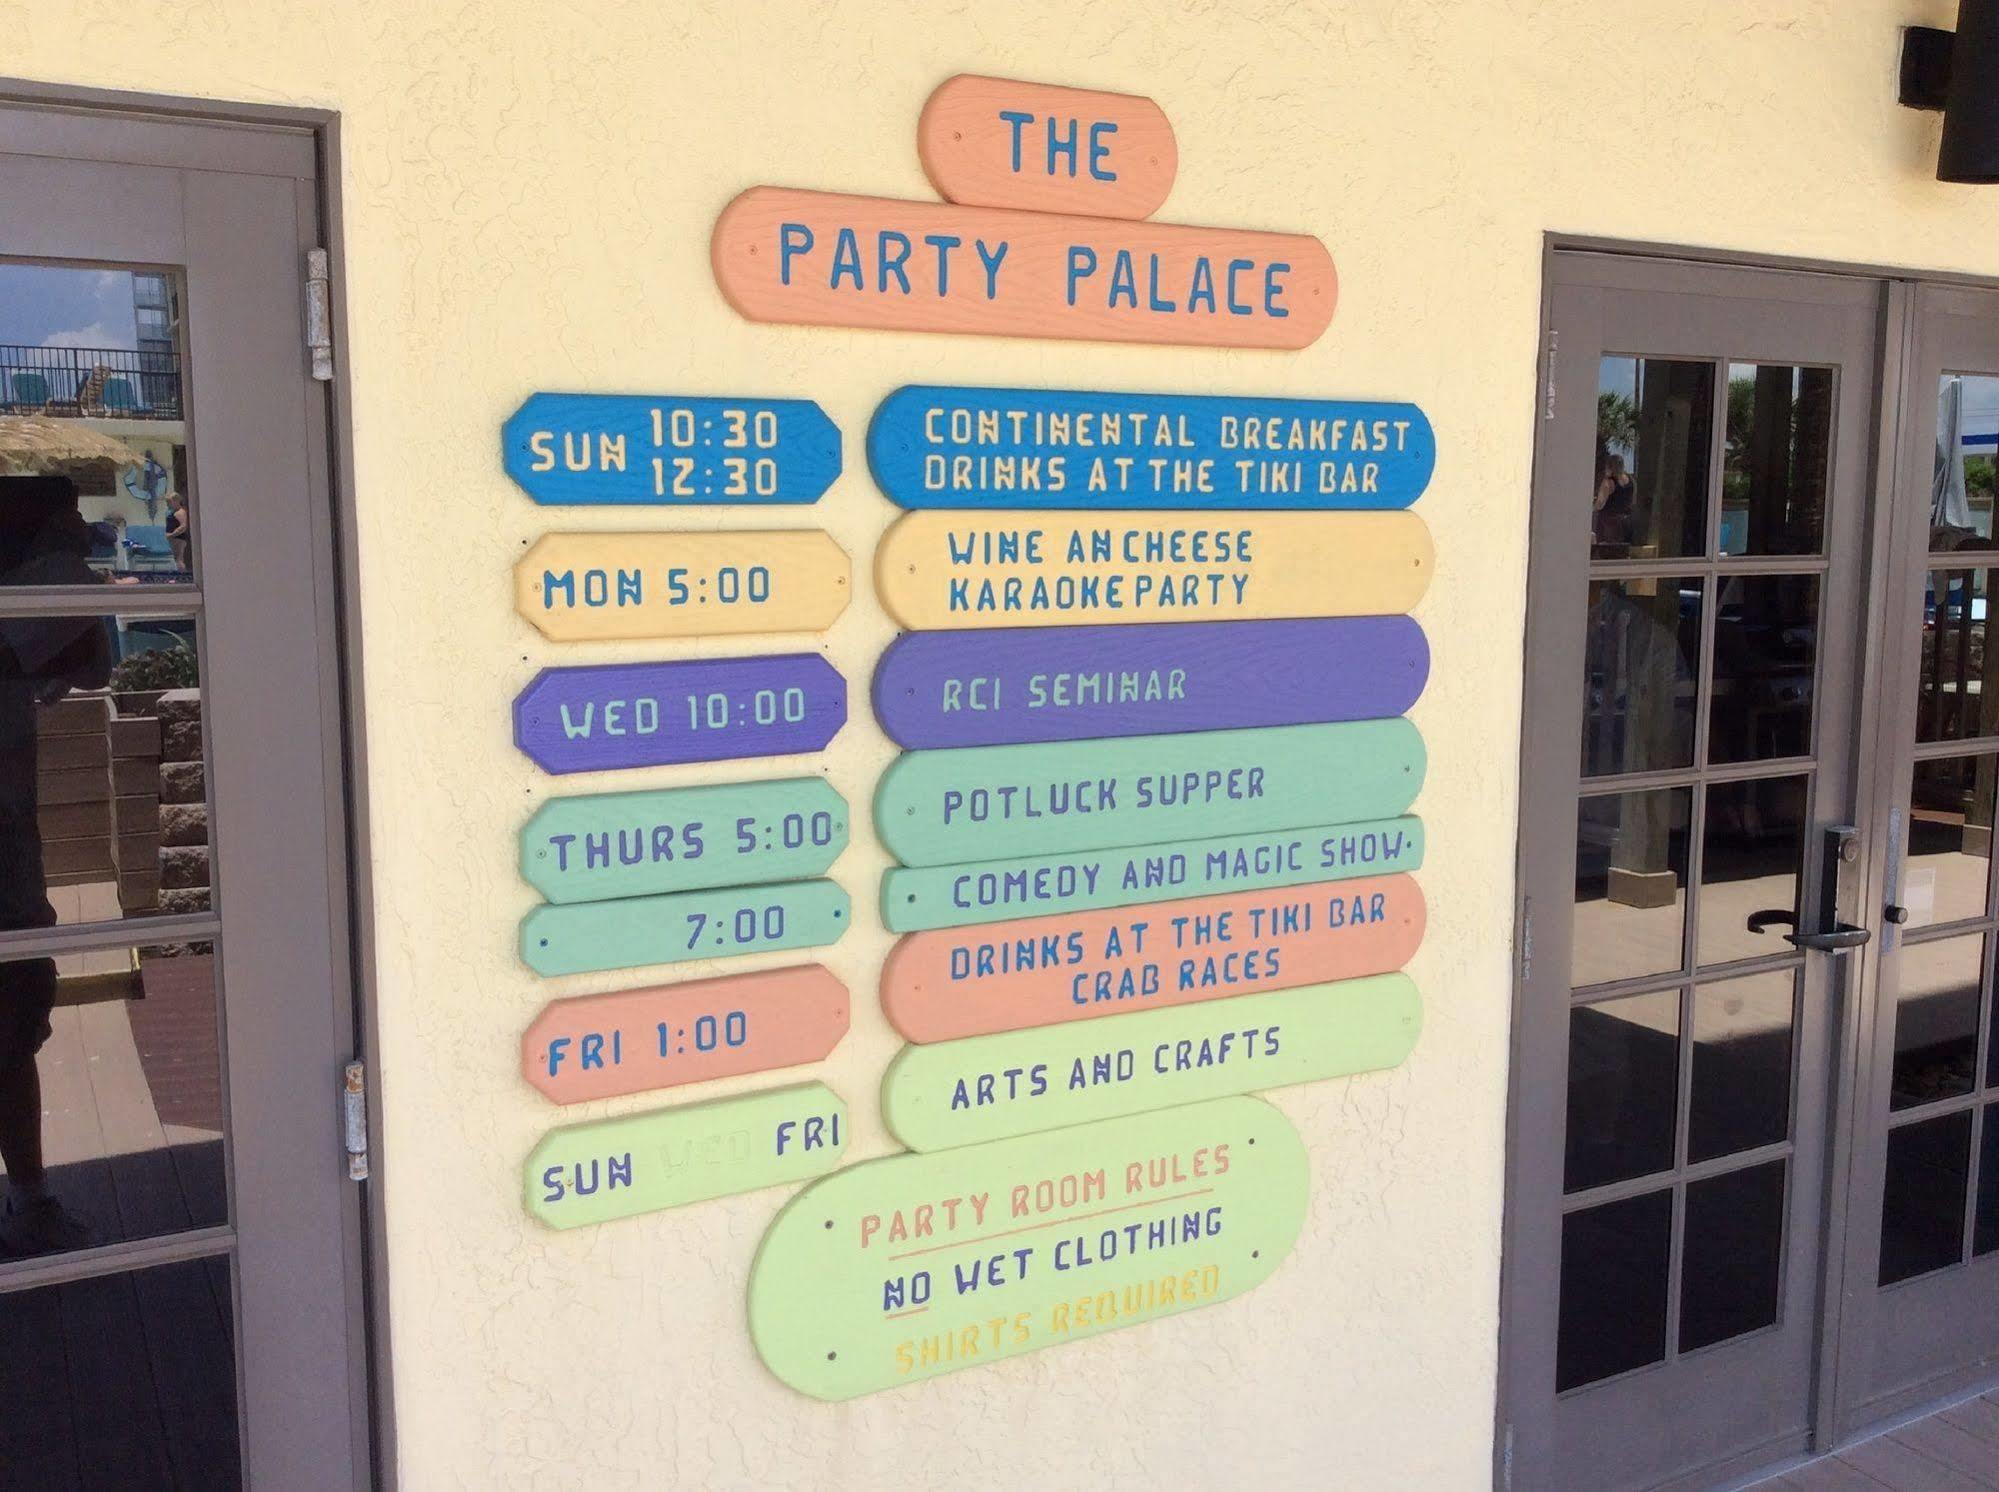 THE
PARTY PALACE
SUN 10:30 CONTINENTAL BREAKFAST
12:30 DRINKS AT THE TIKI BAR
MON 5:00 WINE AN CHEESE
KARAOKE PARTY
WED 10:00 RCI SEMINAR
THURS 5:00 POTLUCK SUPPER
7:00 COMEDY AND MAGIC SHOW
FRI 1:00 DRINKS AT THE TIKI BAR
CRAB RACES
SUN WED FRI ARTS AND CRAFTS
PARTY ROOM RULES
NO WET CLOTHING
SHIRTS REQUIRED